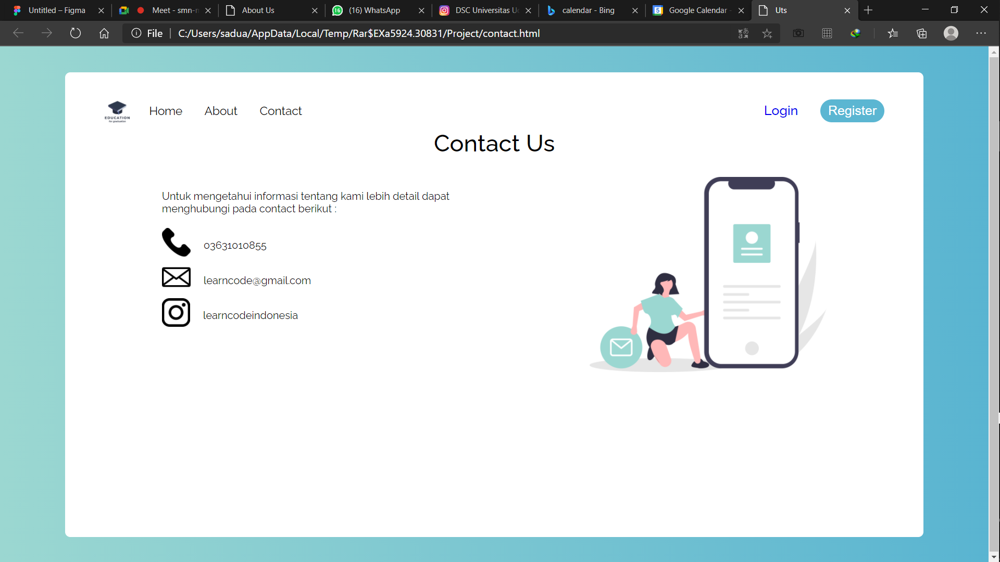 Untitled – Figma
Meet - smn-
About Us
(16) WhatsApp
DSC Universitas
calendar - Bing
Google Calendar -
Uts
File
C:/Users/sadua/AppData/Local/Temp/Rar$EXa5924.30831/Project/contact.html
EDUCATION
for graduation
Home
About
Contact
Login
Register
Contact Us
Untuk mengetahui informasi tentang kami lebih detail dapat
menghubungi pada contact berikut :
03631010855
learncode@gmail.com
learncodeindonesia